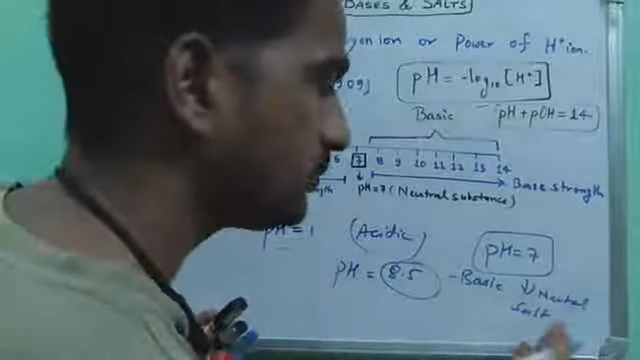 BASES & SALTS
gen Ion or Power of H⁺ion.
909)
pH = -log₁₀ [H⁺]
pH + pOH = 14
Basic
6 7 8 9 10 11 12 13 14
Base strength
pH=7 (Neutral substance)
pH = 1 (Acidic)
pH = 8.5 - Basic
pH = 7
Neutral
Salt